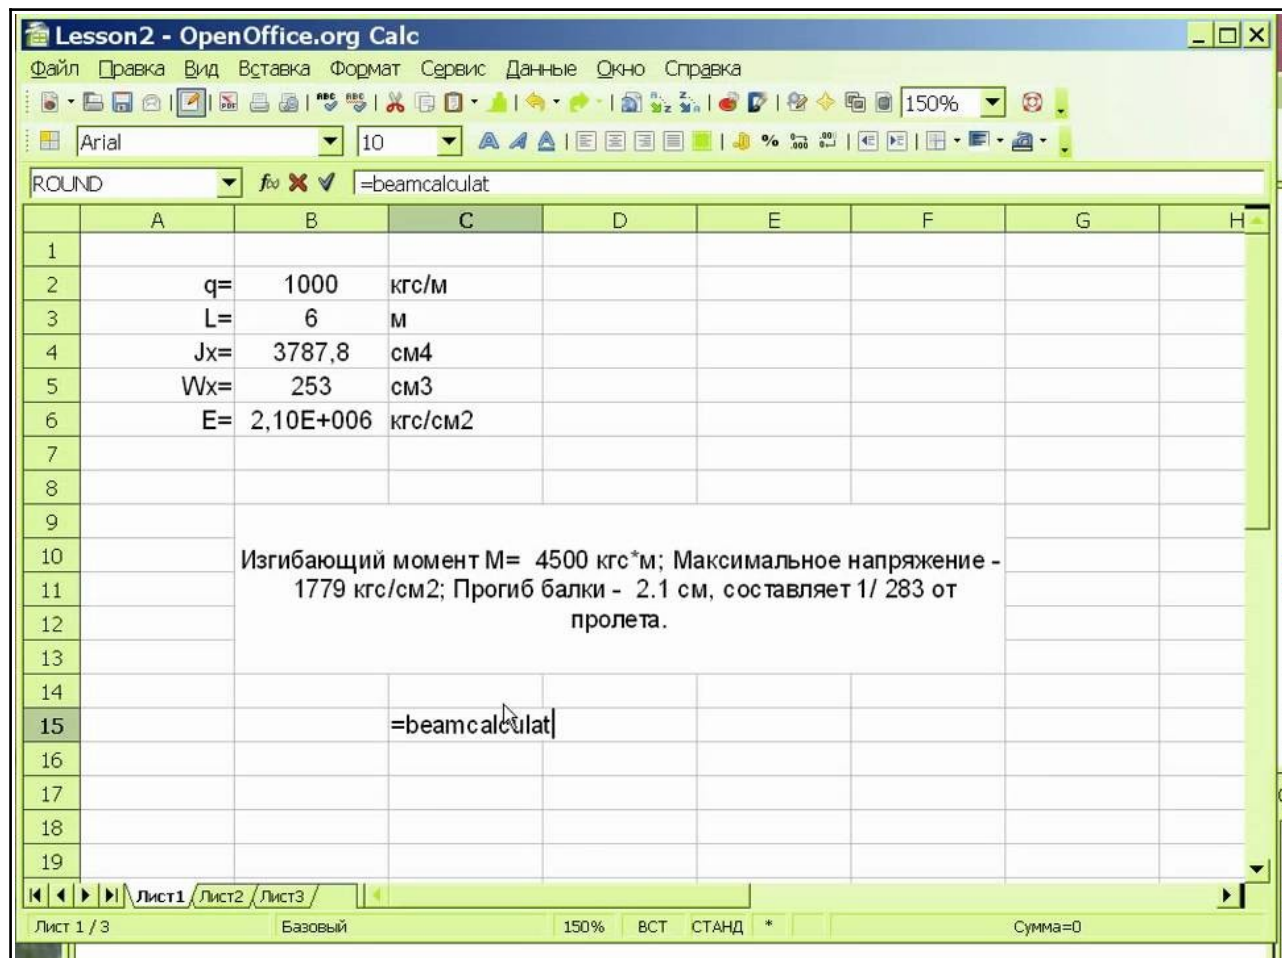 Lesson2 - OpenOffice.org Calc
Файл Правка Вид Вставка Формат Сервис Данные Окно Справка
150%
Arial 10
ROUND =beamcalculat
A B C D E F G H
1
2 q= 1000 кгс/м
3 L= 6 м
4 Jx= 3787,8 см4
5 Wx= 253 см3
6 E= 2,10E+006 кгс/см2
7
8
9
10 Изгибающий момент M= 4500 кгс*м; Максимальное напряжение -
11 1779 кгс/см2; Прогиб балки - 2.1 см, составляет 1/ 283 от
12 пролета.
13
14
15 =beamcalculat
16
17
18
19
Лист1 Лист2 Лист3
Лист 1 / 3 Базовый 150% ВСТ СТАНД * Сумма=0